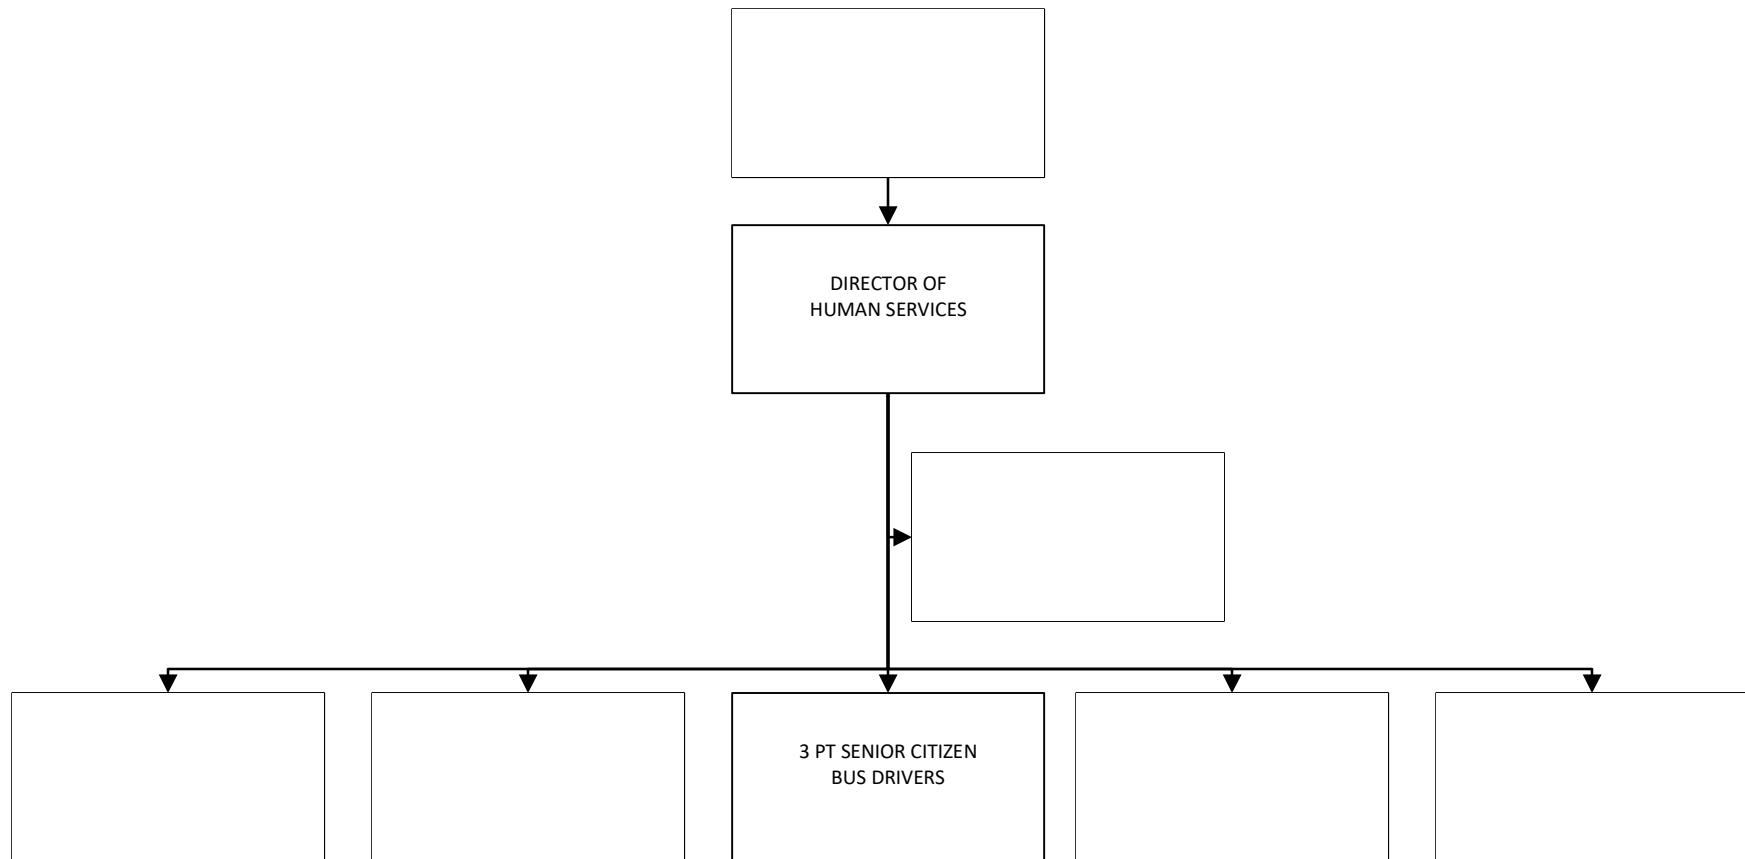 DIRECTOR OF
HUMAN SERVICES
3 PT SENIOR CITIZEN
BUS DRIVERS